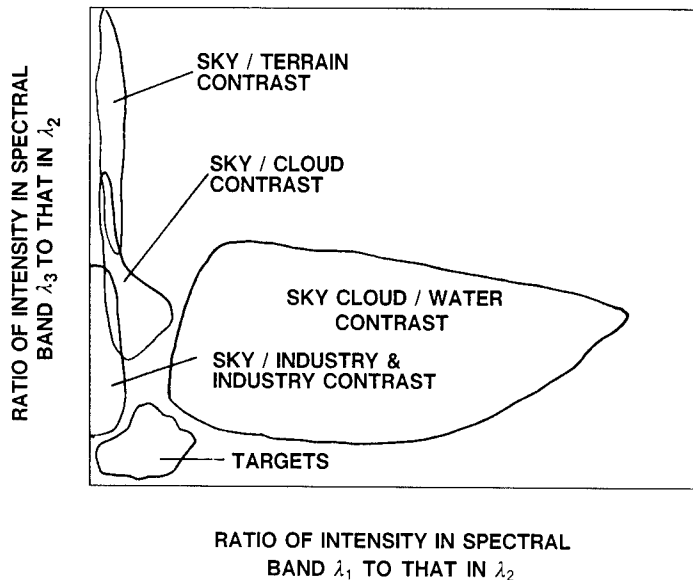 SKY / TERRAIN
CONTRAST
SKY / CLOUD
CONTRAST
SKY CLOUD / WATER
CONTRAST
SKY / INDUSTRY &
INDUSTRY CONTRAST
TARGETS
RATIO OF INTENSITY IN SPECTRAL
BAND λ₃ TO THAT IN λ₂
RATIO OF INTENSITY IN SPECTRAL
BAND λ₁ TO THAT IN λ₂